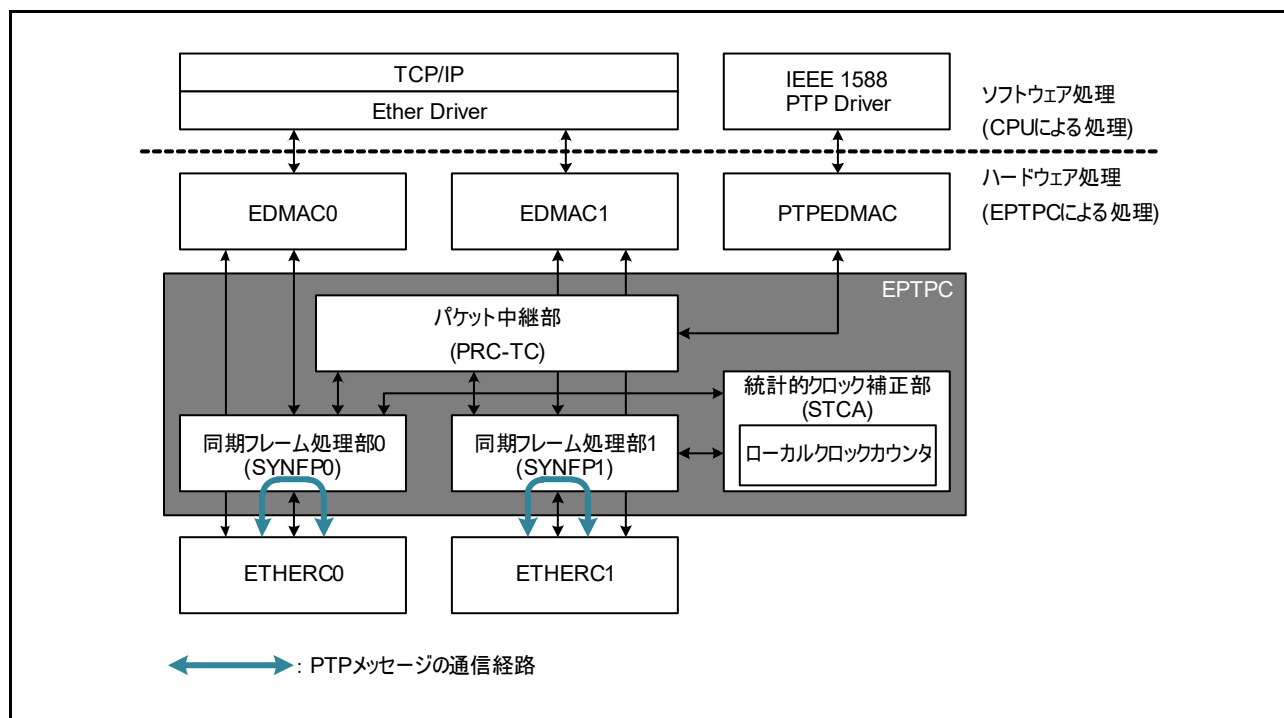 TCP/IP
Ether Driver
IEEE 1588
PTP Driver
ソフトウェア処理
(CPUによる処理)
ハードウェア処理
(EPTPCによる処理)
EDMAC0
EDMAC1
PTPEDMAC
EPTPC
パケット中継部
(PRC-TC)
統計的クロック補正部
(STCA)
ローカルクロックカウンタ
同期フレーム処理部0
(SYNFP0)
同期フレーム処理部1
(SYNFP1)
ETHERC0
ETHERC1
: PTPメッセージの通信経路